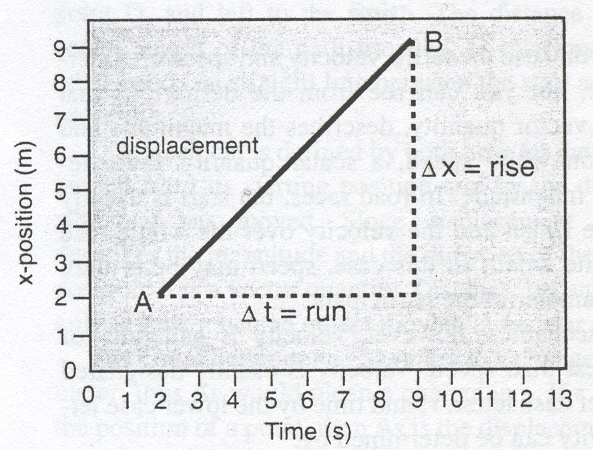 x-position (m)
9
B
8
7
displacement
6
Δ x = rise
5
4
3
2
A
Δ t = run
1
0
0 1 2 3 4 5 6 7 8 9 10 11 12 13
Time (s)